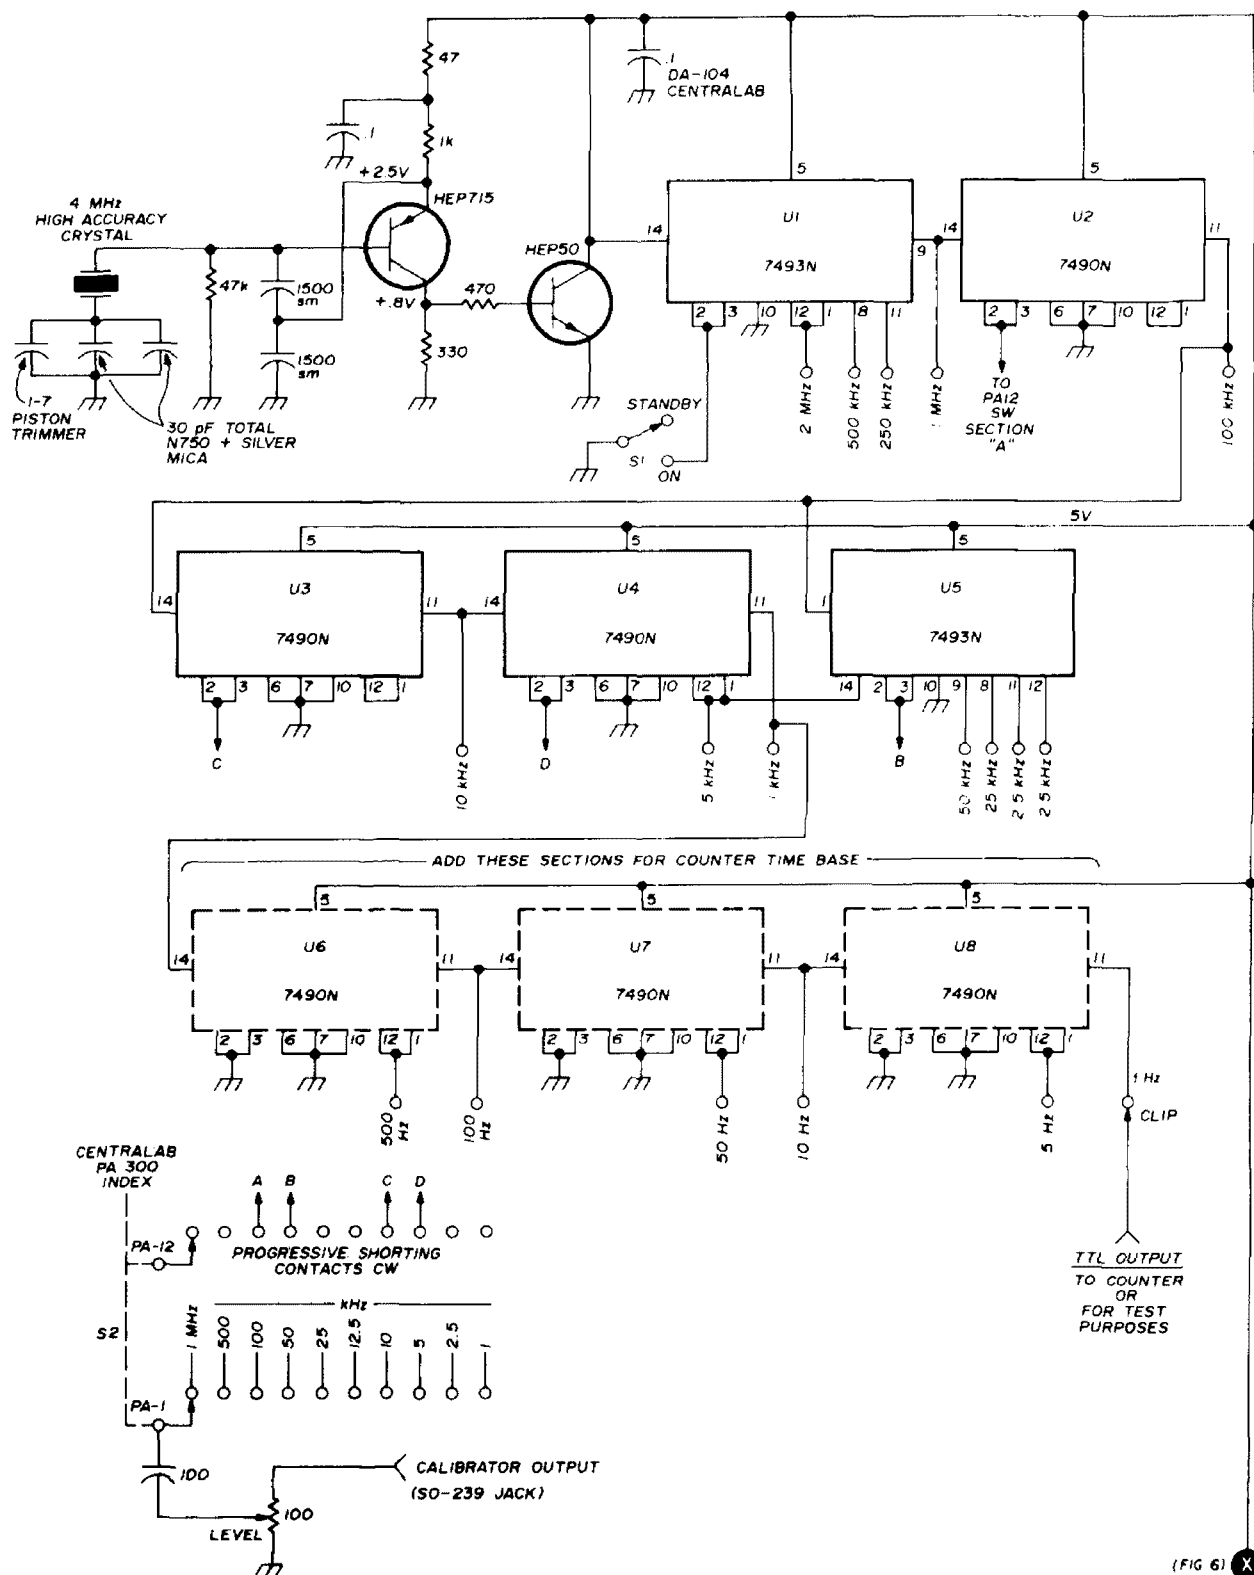 47
.1
DA-104
CENTRALAB
.1
1k
+2.5V
HEP715
5
5
4 MHz
HIGH ACCURACY
CRYSTAL
U1
7493N
U2
7490N
14
9
14
11
HEP50
47k
1500
sm
+.8V
470
1500
sm
330
2
3
10
12
1
8
11
2
3
6
7
10
12
1
1-7
PISTON
TRIMMER
30 pF TOTAL
N750 + SILVER
MICA
STANDBY
S1
ON
2 MHz
500 kHz
250 kHz
1 MHz
TO
PA12
SW
SECTION
"A"
100 kHz
5V
5
5
5
U3
7490N
U4
7490N
U5
7493N
14
11
14
11
1
2
3
6
7
10
12
1
2
3
6
7
10
12
1
14
2
3
10
9
8
11
12
C
10 kHz
D
5 kHz
1 kHz
B
50 kHz
25 kHz
2 5 kHz
2 5 kHz
ADD THESE SECTIONS FOR COUNTER TIME BASE
5
5
5
U6
7490N
U7
7490N
U8
7490N
14
11
14
11
14
11
2
3
6
7
10
12
1
2
3
6
7
10
12
1
2
3
6
7
10
12
1
500
Hz
100
Hz
50 Hz
10 Hz
5 Hz
1 Hz
CLIP
CENTRALAB
PA 300
INDEX
A
B
C
D
PA-12
PROGRESSIVE SHORTING
CONTACTS CW
TTL OUTPUT
TO COUNTER
OR
FOR TEST
PURPOSES
S2
kHz
1 MHz
500
100
50
25
12.5
10
5
2.5
1
PA-1
100
CALIBRATOR OUTPUT
(SO-239 JACK)
100
LEVEL
(FIG 6) X